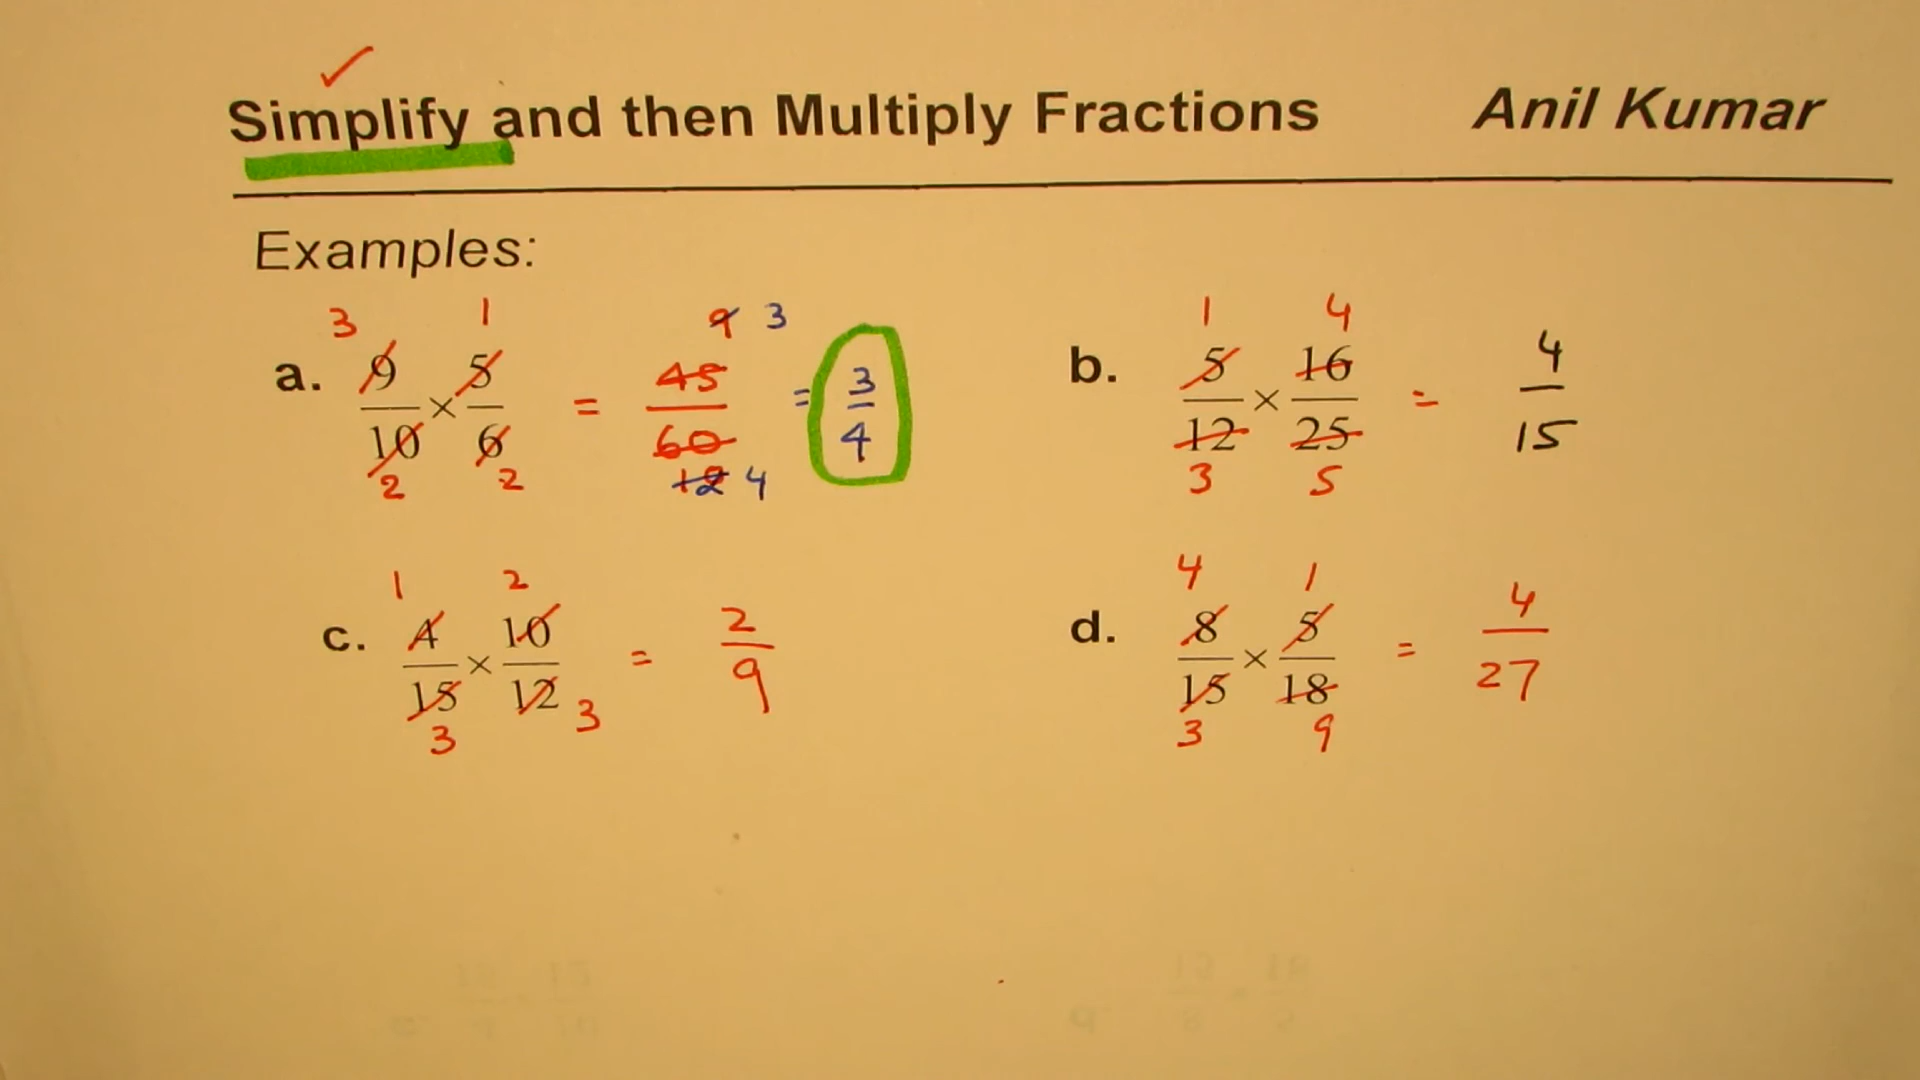 Simplify and then Multiply Fractions Anil Kumar
Examples:
3 1 9 3
a. 9/10 × 5/6 = 45/60 = 3/4
2 2 12 4
1 4
b. 5/12 × 16/25 = 4/15
3 5
1 2
c. 4/15 × 10/12 = 2/9
3 3
4 1
d. 8/15 × 5/18 = 4/27
3 9